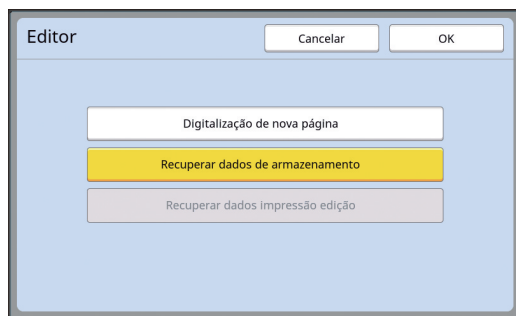 Editor
Cancelar
OK
Digitalização de nova página
Recuperar dados de armazenamento
Recuperar dados impressão edição